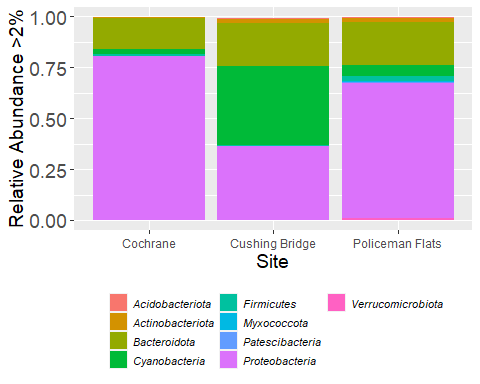 Relative Abundance >2%
1.00
0.75
0.50
0.25
0.00
Cochrane Cushing Bridge Policeman Flats
Site
Acidobacteriota Firmicutes Verrucomicrobiota
Actinobacteriota Myxococcota
Bacteroidota Patescibacteria
Cyanobacteria Proteobacteria